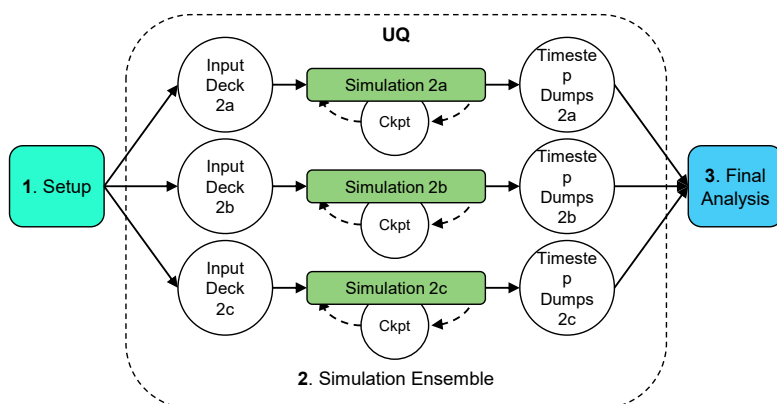 UQ
Input
Deck
2a
Simulation 2a
Ckpt
Timeste
p
Dumps
2a
1. Setup
Input
Deck
2b
Simulation 2b
Ckpt
Timeste
p
Dumps
2b
3. Final
Analysis
Input
Deck
2c
Simulation 2c
Ckpt
Timeste
p
Dumps
2c
2. Simulation Ensemble